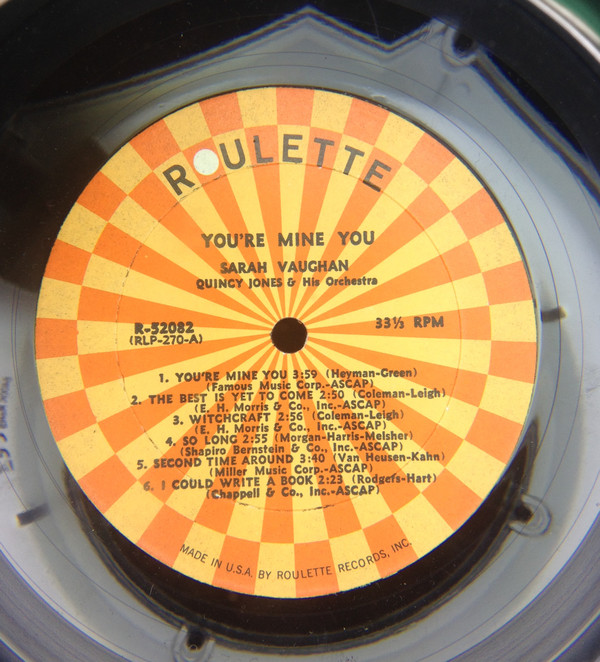 ROULETTE
YOU'RE MINE YOU
SARAH VAUGHAN
QUINCY JONES & His Orchestra
R-52082
(RLP-270-A)
33⅓ RPM
1. YOU'RE MINE YOU 3:59 (Heyman-Green)
(Famous Music Corp.-ASCAP)
2. THE BEST IS YET TO COME 2:50 (Coleman-Leigh)
(E. H. Morris & Co., Inc.-ASCAP)
3. WITCHCRAFT 2:56 (Coleman-Leigh)
(E. H. Morris & Co., Inc.-ASCAP)
4. SO LONG 2:55 (Morgan-Harris-Melsher)
(Shapiro Bernstein & Co., Inc.-ASCAP)
5. SECOND TIME AROUND 3:40 (Van Heusen-Kahn)
(Miller Music Corp.-ASCAP)
6. I COULD WRITE A BOOK 2:23 (Rodgefs-Hart)
(Chappell & Co., Inc.-ASCAP)
MADE IN U.S.A. BY ROULETTE RECORDS, INC.